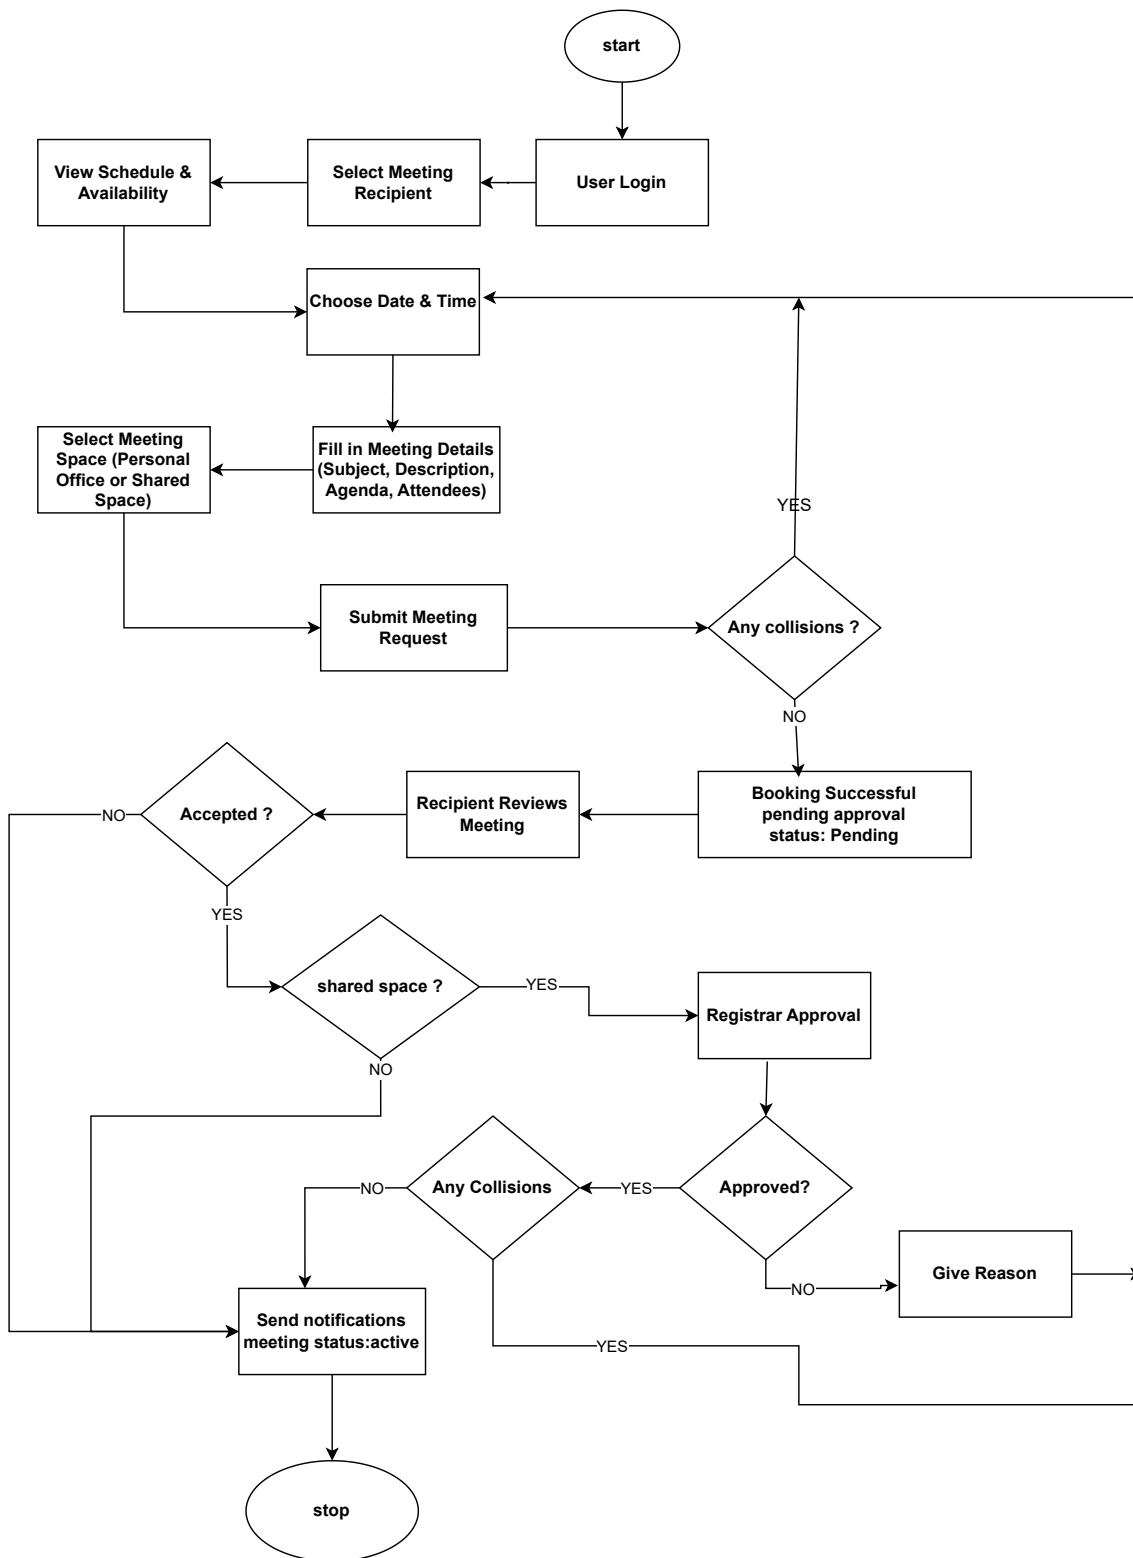 start
User Login
Select Meeting
Recipient
View Schedule &
Availability
Choose Date & Time
Fill in Meeting Details
(Subject, Description,
Agenda, Attendees)
Select Meeting
Space (Personal
Office or Shared
Space)
Submit Meeting
Request
Any collisions ?
YES
NO
Booking Successful
pending approval
status: Pending
Recipient Reviews
Meeting
Accepted ?
NO
YES
shared space ?
YES
NO
Registrar Approval
Approved?
YES
NO
Any Collisions
NO
YES
Give Reason
Send notifications
meeting status:active
stop